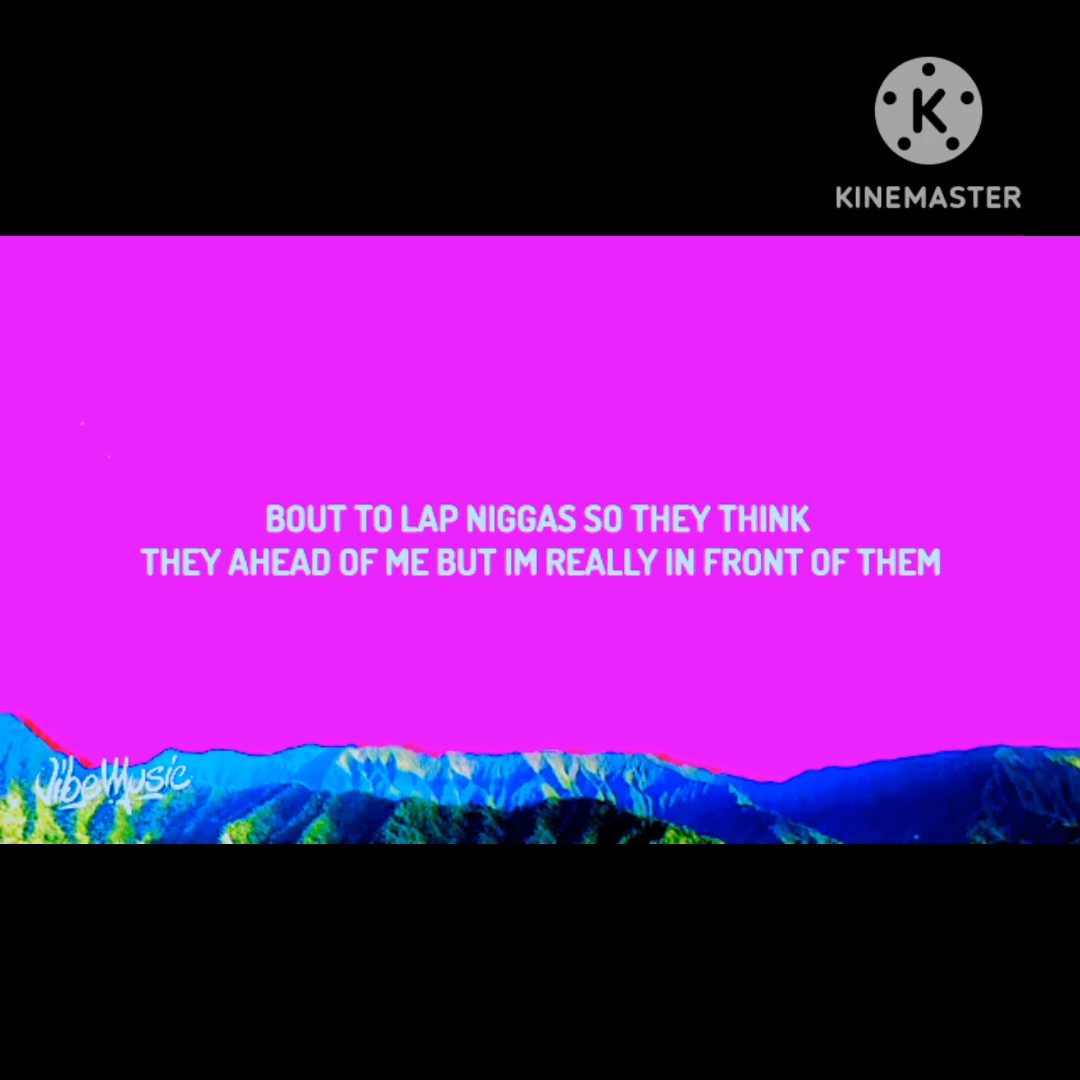 K
KINEMASTER
BOUT TO LAP NIGGAS SO THEY THINK
THEY AHEAD OF ME BUT IM REALLY IN FRONT OF THEM
VibeMusic